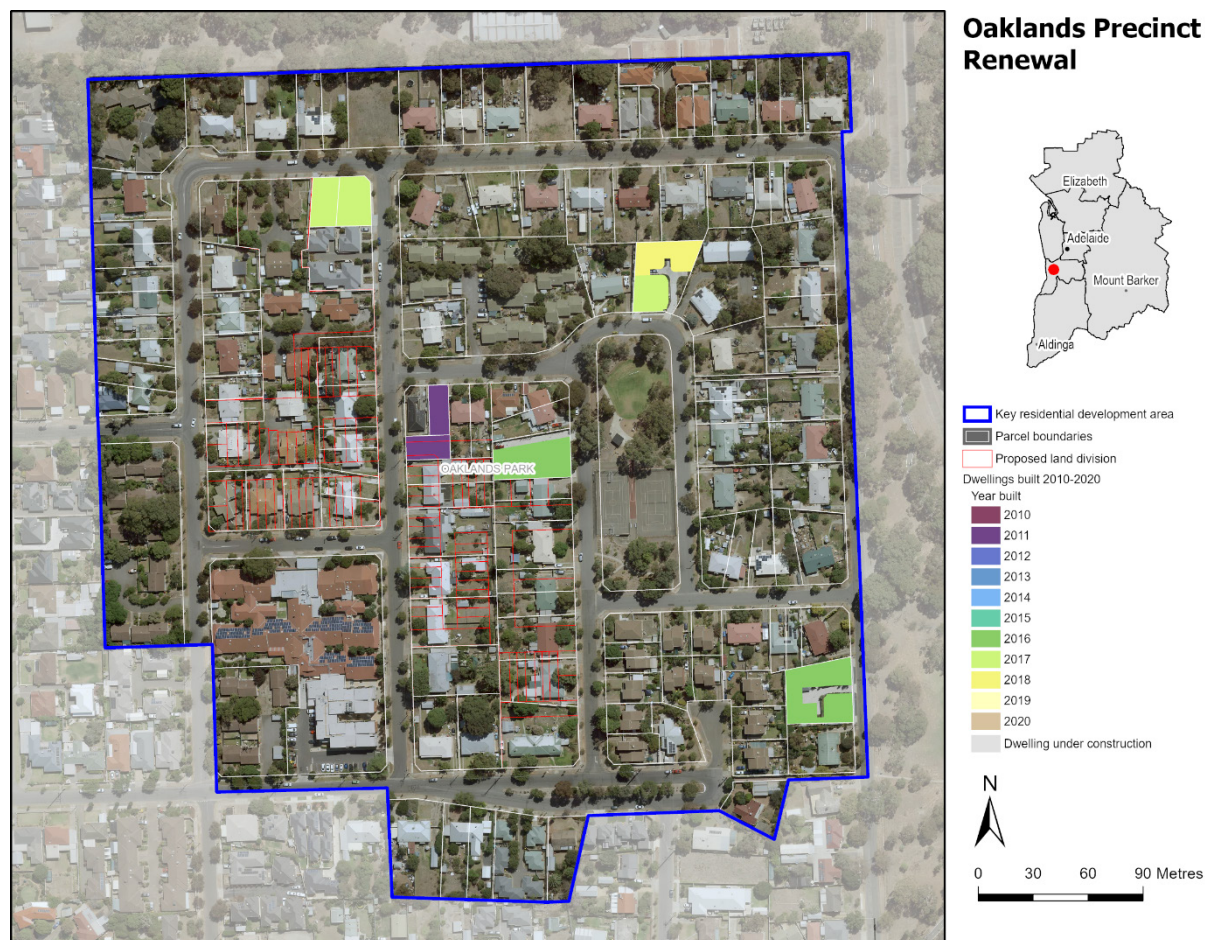 Oaklands Precinct
Renewal
Elizabeth
Adelaide
Mount Barker
Aldinga
Key residential development area
Parcel boundaries
Proposed land division
Dwellings built 2010-2020
Year built
2010
2011
2012
2013
2014
2015
2016
2017
2018
2019
2020
Dwelling under construction
N
0 30 60 90 Metres
OAKLANDS PARK